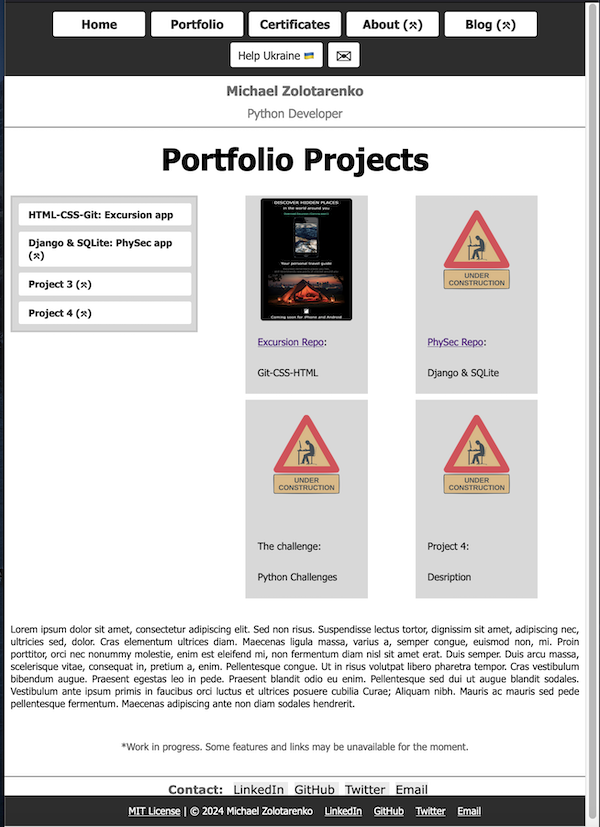 Home Portfolio Certificates About (⚒) Blog (⚒)
Help Ukraine 🇺🇦 ✉
Michael Zolotarenko
Python Developer
Portfolio Projects
HTML-CSS-Git: Excursion app
Django & SQLite: PhySec app
(⚒)
Project 3 (⚒)
Project 4 (⚒)
DISCOVER HIDDEN PLACES
in the world around you
Your personal travel guide
Coming soon for iPhone and Android
Excursion Repo:
Git-CSS-HTML
UNDER
CONSTRUCTION
PhySec Repo:
Django & SQLite
UNDER
CONSTRUCTION
The challenge:
Python Challenges
UNDER
CONSTRUCTION
Project 4:
Desription
Lorem ipsum dolor sit amet, consectetur adipiscing elit. Sed non risus. Suspendisse lectus tortor, dignissim sit amet, adipiscing nec,
ultricies sed, dolor. Cras elementum ultrices diam. Maecenas ligula massa, varius a, semper congue, euismod non, mi. Proin
porttitor, orci nec nonummy molestie, enim est eleifend mi, non fermentum diam nisl sit amet erat. Duis semper. Duis arcu massa,
scelerisque vitae, consequat in, pretium a, enim. Pellentesque congue. Ut in risus volutpat libero pharetra tempor. Cras vestibulum
bibendum augue. Praesent egestas leo in pede. Praesent blandit odio eu enim. Pellentesque sed dui ut augue blandit sodales.
Vestibulum ante ipsum primis in faucibus orci luctus et ultrices posuere cubilia Curae; Aliquam nibh. Mauris ac mauris sed pede
pellentesque fermentum. Maecenas adipiscing ante non diam sodales hendrerit.
*Work in progress. Some features and links may be unavailable for the moment.
Contact: LinkedIn GitHub Twitter Email
MIT License | © 2024 Michael Zolotarenko LinkedIn GitHub Twitter Email